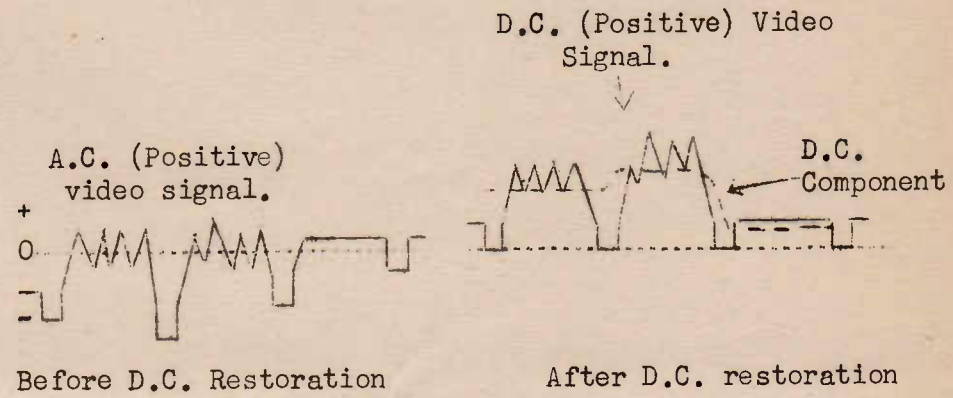 D.C. (Positive) Video
Signal.
A.C. (Positive)
video signal.
D.C.
Component
+
0
-
Before D.C. Restoration
After D.C. restoration